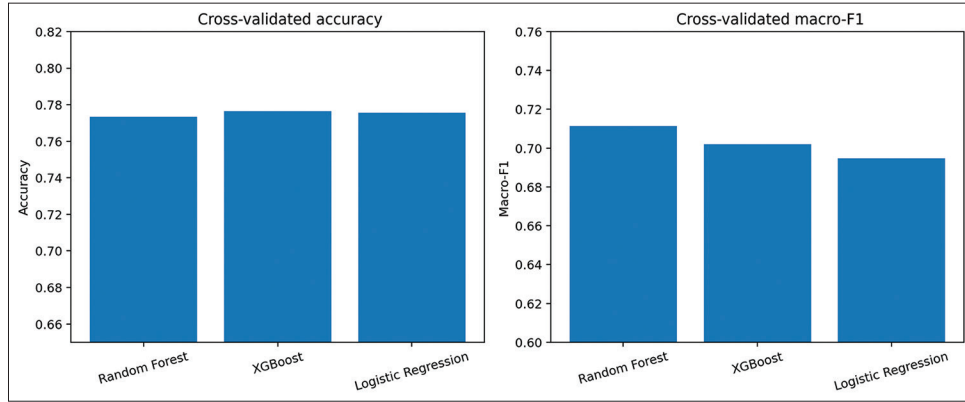 Cross-validated accuracy
0.82
0.80
0.78
0.76
0.74
0.72
0.70
0.68
0.66
Accuracy
Random Forest
XGBoost
Logistic Regression
Cross-validated macro-F1
0.76
0.74
0.72
0.70
0.68
0.66
0.64
0.62
0.60
Macro-F1
Random Forest
XGBoost
Logistic Regression